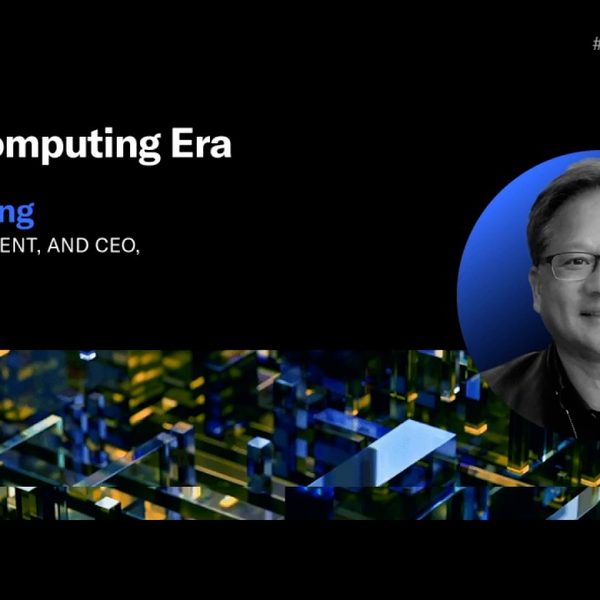 #
omputing Era
ng
ENT, AND CEO,